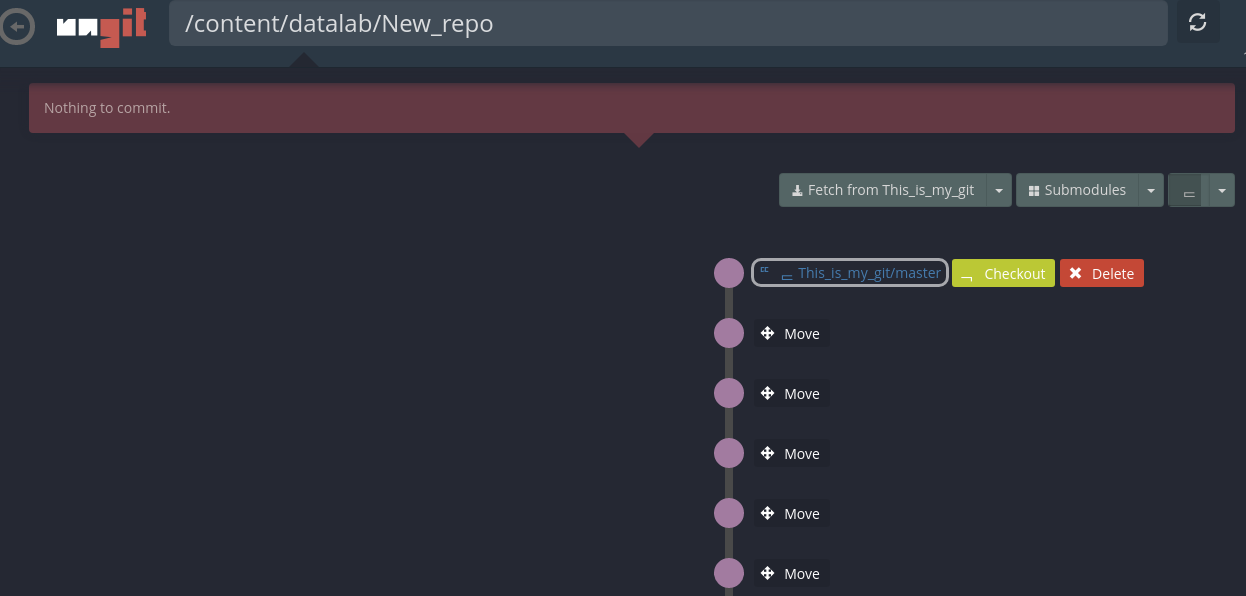 ungit /content/datalab/New_repo
Nothing to commit.
Fetch from This_is_my_git Submodules
This_is_my_git/master Checkout Delete
Move
Move
Move
Move
Move